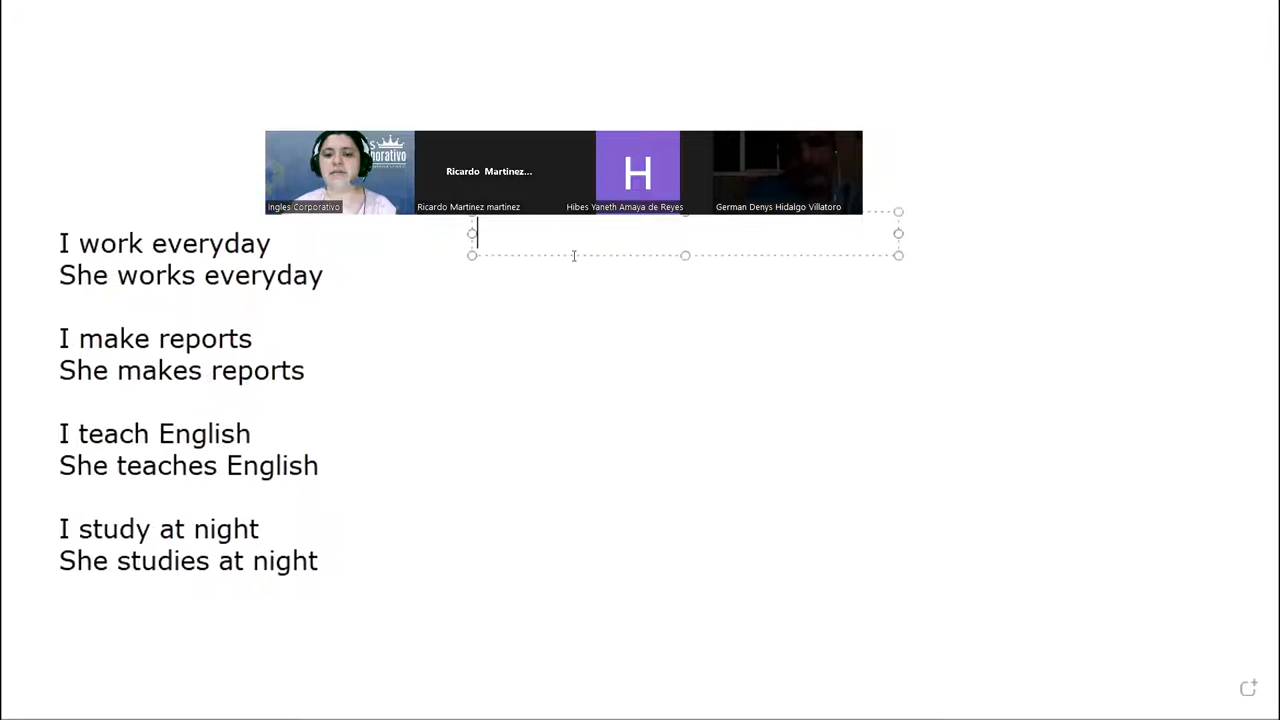 S
porativo
Ricardo Martinez...
H
Ingles Corporativo
Ricardo Martinez martinez
Hibes Yaneth Amaya de Reyes
German Denys Hidalgo Villatoro
I work everyday
She works everyday
I make reports
She makes reports
I teach English
She teaches English
I study at night
She studies at night